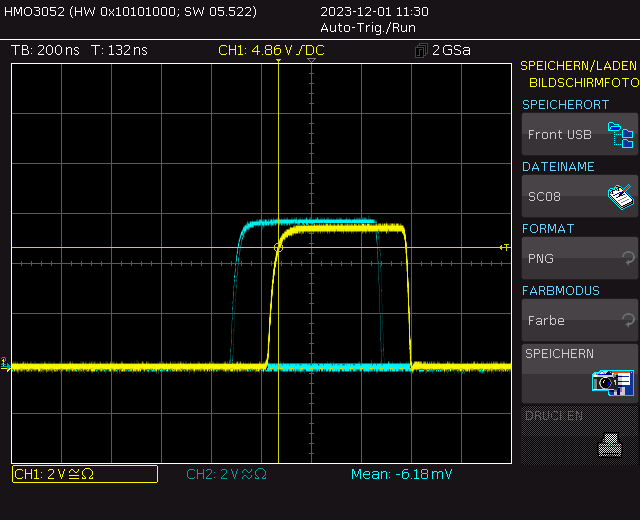 HMO3052 (HW 0x10101000; SW 05.522)
2023-12-01 11:30
Auto-Trig./Run
TB: 200 ns T: 132 ns
CH1: 4.86 V / DC
2 GSa
SPEICHERN/LADEN
BILDSCHIRMFOTO
SPEICHERORT
Front USB
DATEINAME
SC08
FORMAT
PNG
FARBMODUS
Farbe
SPEICHERN
DRUCKEN
T
2
CH1: 2 V ≅ Ω
CH2: 2 V ≅ Ω
Mean: -6.18 mV